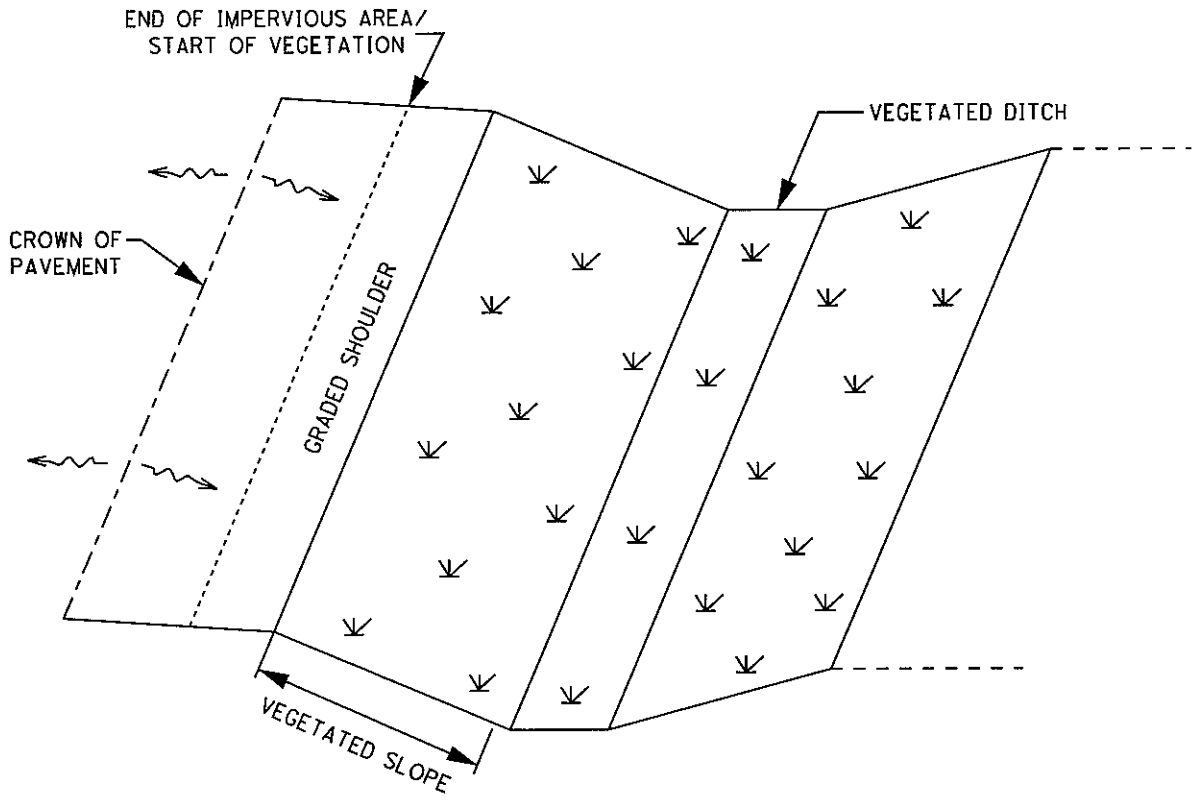 END OF IMPERVIOUS AREA/
START OF VEGETATION
VEGETATED DITCH
CROWN OF
PAVEMENT
GRADED SHOULDER
VEGETATED SLOPE